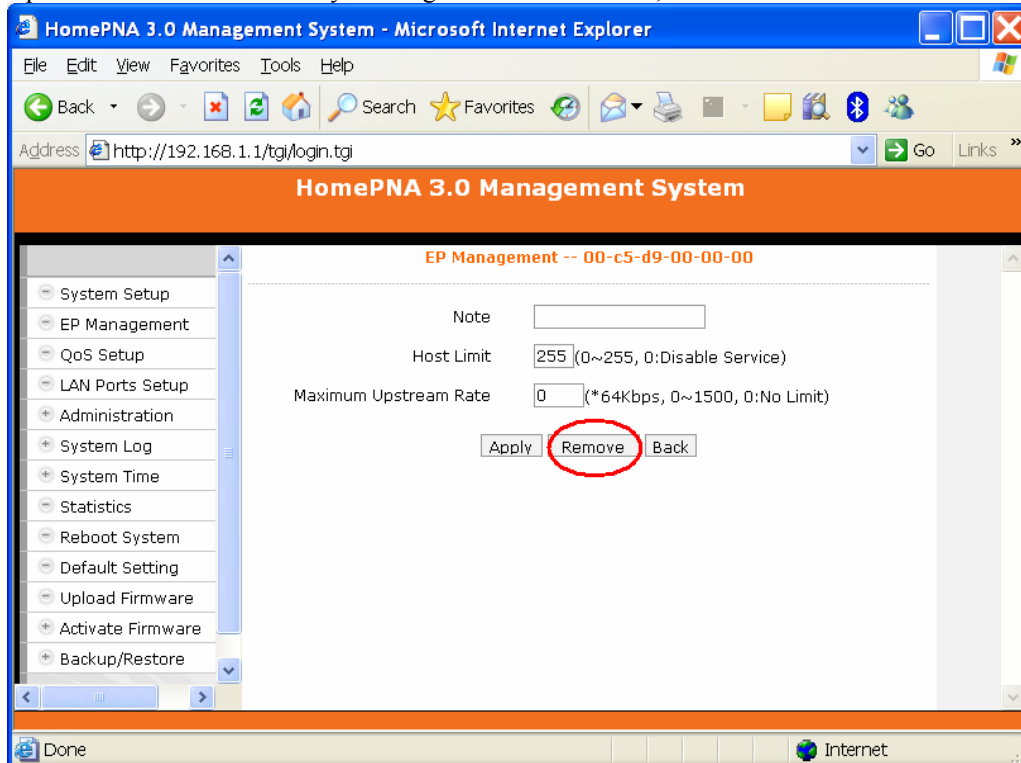 HomePNA 3.0 Management System - Microsoft Internet Explorer
File Edit View Favorites Tools Help
Back Search Favorites
Address http://192.168.1.1/tgi/login.tgi Go Links »
HomePNA 3.0 Management System
EP Management -- 00-c5-d9-00-00-00
System Setup
EP Management
QoS Setup
LAN Ports Setup
Administration
System Log
System Time
Statistics
Reboot System
Default Setting
Upload Firmware
Activate Firmware
Backup/Restore
Note
Host Limit 255 (0~255, 0:Disable Service)
Maximum Upstream Rate 0 (*64Kbps, 0~1500, 0:No Limit)
Apply Remove Back
Done Internet